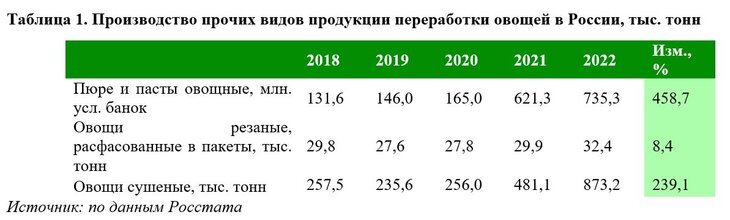 Таблица 1. Производство прочих видов продукции переработки овощей в России, тыс. тонн
2018 2019 2020 2021 2022 Изм., %
Пюре и пасты овощные, млн. усл. банок 131,6 146,0 165,0 621,3 735,3 458,7
Овощи резаные, расфасованные в пакеты, тыс. тонн 29,8 27,6 27,8 29,9 32,4 8,4
Овощи сушеные, тыс. тонн 257,5 235,6 256,0 481,1 873,2 239,1
Источник: по данным Росстата